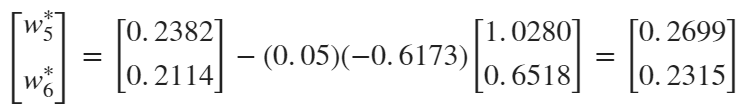 [w₅*; w₆*] = [0.2382; 0.2114] − (0.05)(−0.6173) [1.0280; 0.6518] = [0.2699; 0.2315]